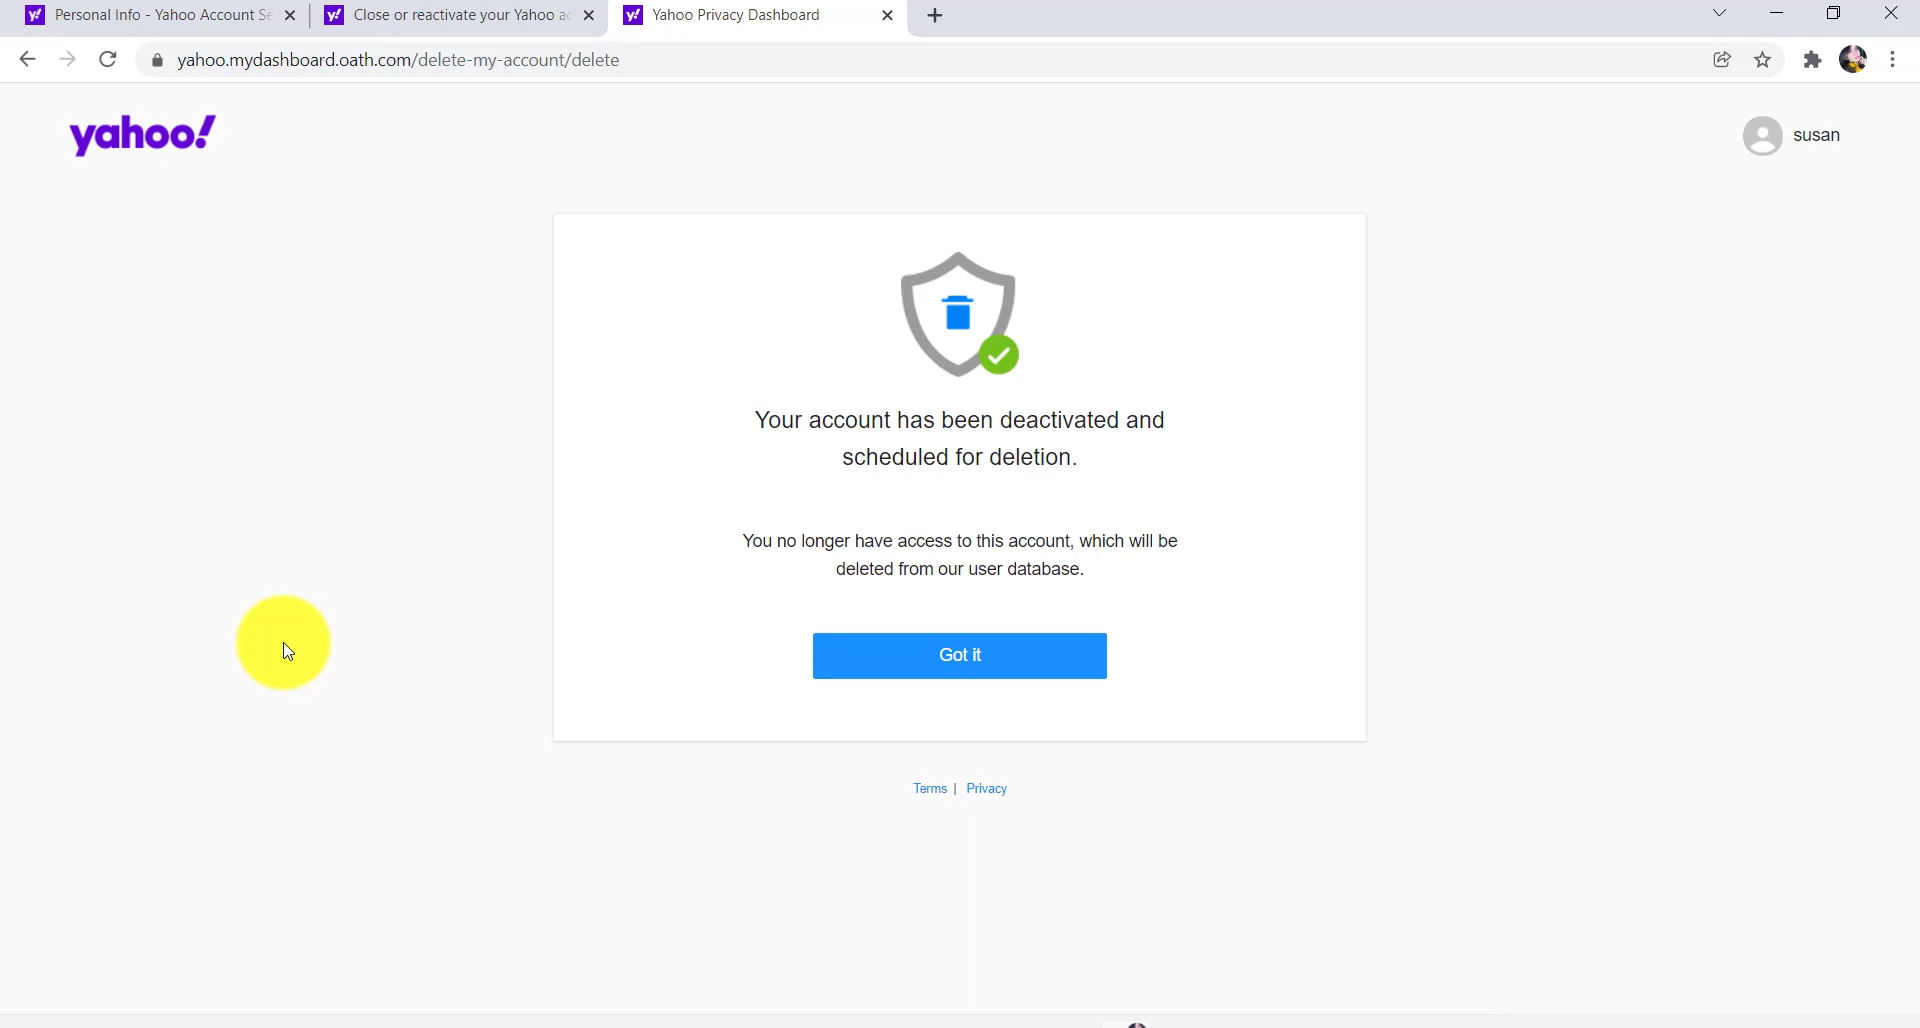 y! Personal Info - Yahoo Account Se
y! Close or reactivate your Yahoo ac
y! Yahoo Privacy Dashboard
yahoo.mydashboard.oath.com/delete-my-account/delete
yahoo!
susan
Your account has been deactivated and
scheduled for deletion.
You no longer have access to this account, which will be
deleted from our user database.
Got it
Terms | Privacy